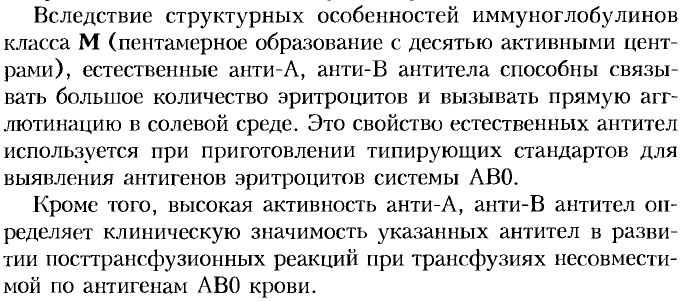 Вследствие структурных особенностей иммуноглобулинов
класса М (пентамерное образование с десятью активными цент-
рами), естественные анти-А, анти-В антитела способны связы-
вать большое количество эритроцитов и вызывать прямую агг-
лютинацию в солевой среде. Это свойство естественных антител
используется при приготовлении типирующих стандартов для
выявления антигенов эритроцитов системы АВ0.
Кроме того, высокая активность анти-А, анти-В антител оп-
ределяет клиническую значимость указанных антител в разви-
тии посттрансфузионных реакций при трансфузиях несовмести-
мой по антигенам АВ0 крови.